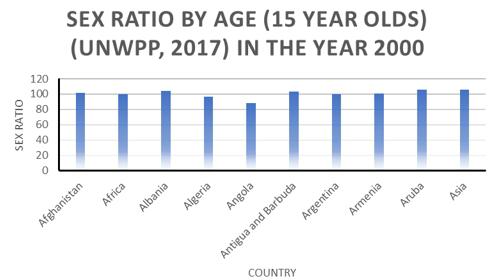 SEX RATIO BY AGE (15 YEAR OLDS)
(UNWPP, 2017) IN THE YEAR 2000
120
100
80
60
40
20
0
SEX RATIO
Afghanistan
Africa
Albania
Algeria
Angola
Antigua and Barbuda
Argentina
Armenia
Aruba
Asia
COUNTRY